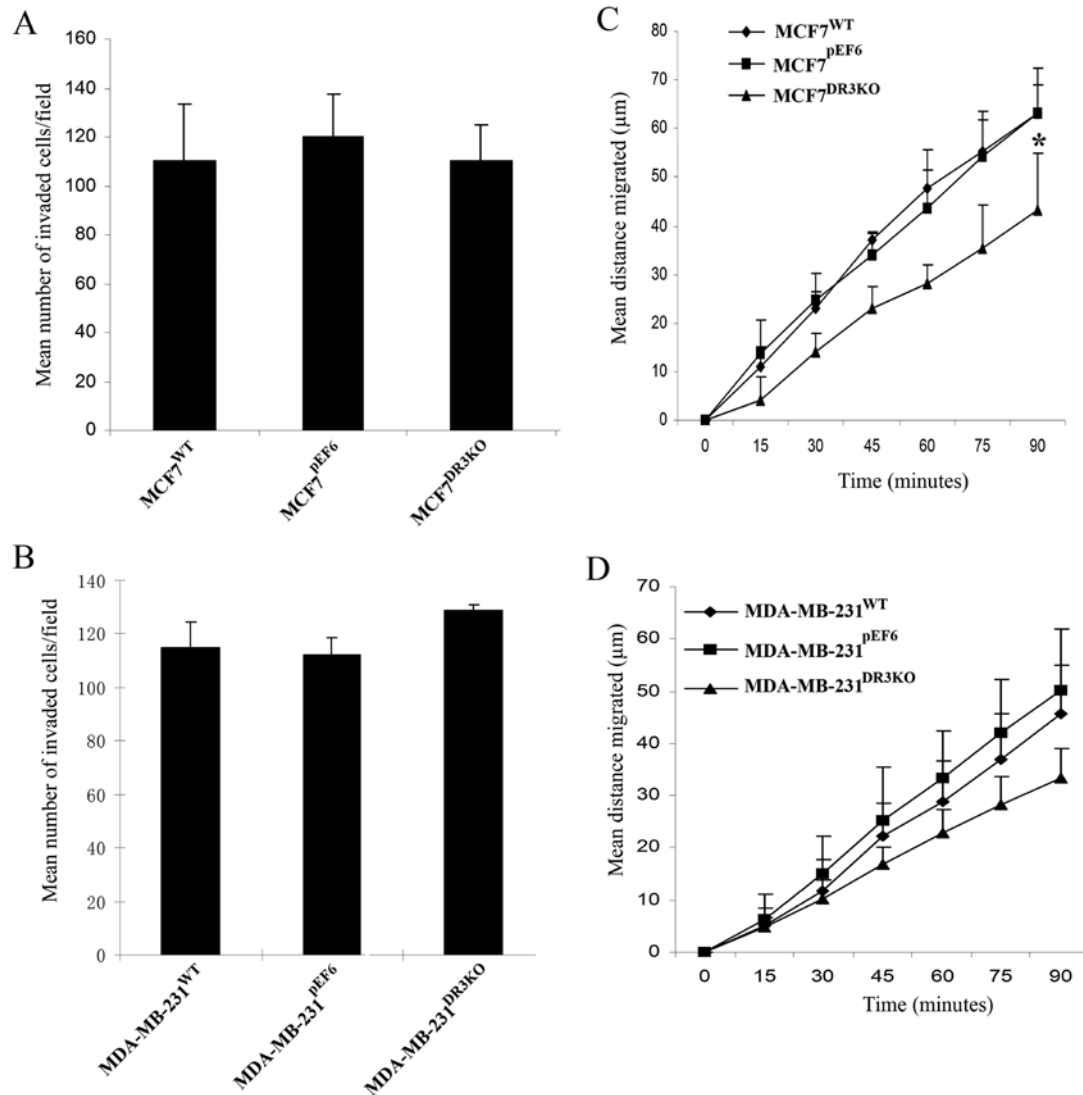 A
Mean number of invaded cells/field
160
140
120
100
80
60
40
20
0
MCF7WT
MCF7pEF6
MCF7DR3KO
B
Mean number of invaded cells/field
140
120
100
80
60
40
20
0
MDA-MB-231WT
MDA-MB-231pEF6
MDA-MB-231DR3KO
C
MCF7WT
MCF7pEF6
MCF7DR3KO
Mean distance migrated (µm)
80
70
60
50
40
30
20
10
0
*
0 15 30 45 60 75 90
Time (minutes)
D
MDA-MB-231WT
MDA-MB-231pEF6
MDA-MB-231DR3KO
Mean distance migrated (µm)
70
60
50
40
30
20
10
0
0 15 30 45 60 75 90
Time (minutes)